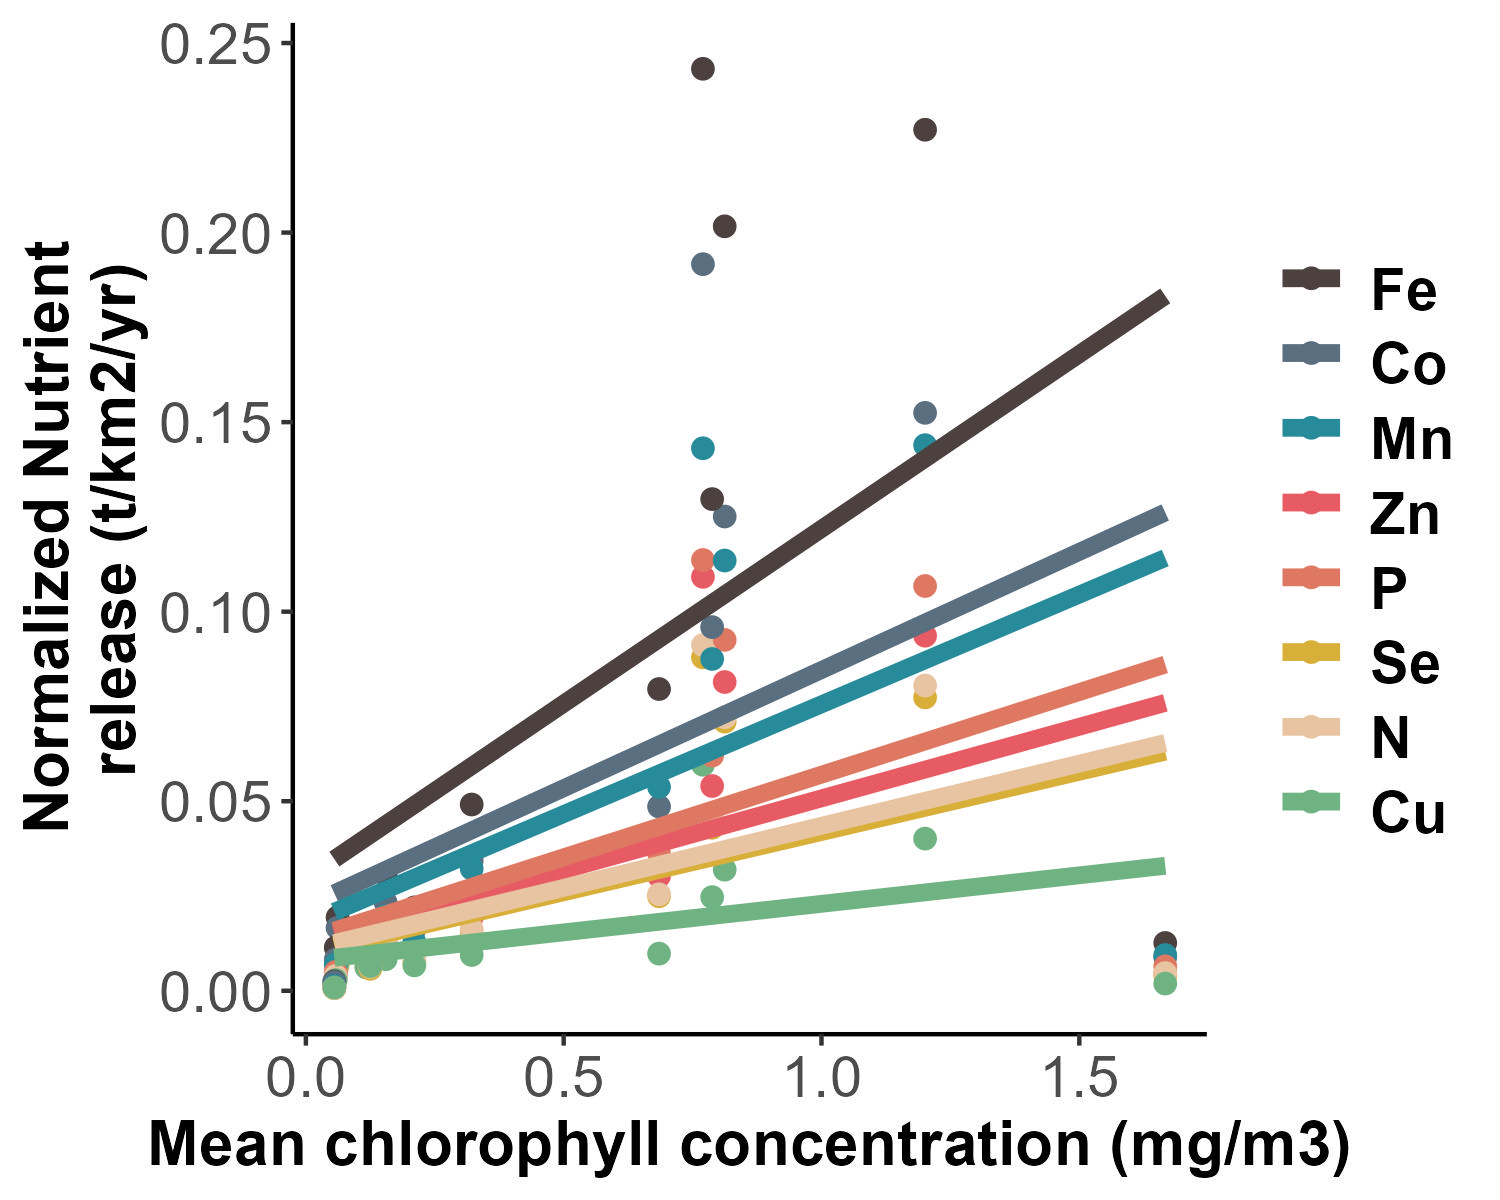 0.25
0.20
0.15
0.10
0.05
0.00
Normalized Nutrient
release (t/km2/yr)
0.0 0.5 1.0 1.5
Mean chlorophyll concentration (mg/m3)
Fe
Co
Mn
Zn
P
Se
N
Cu